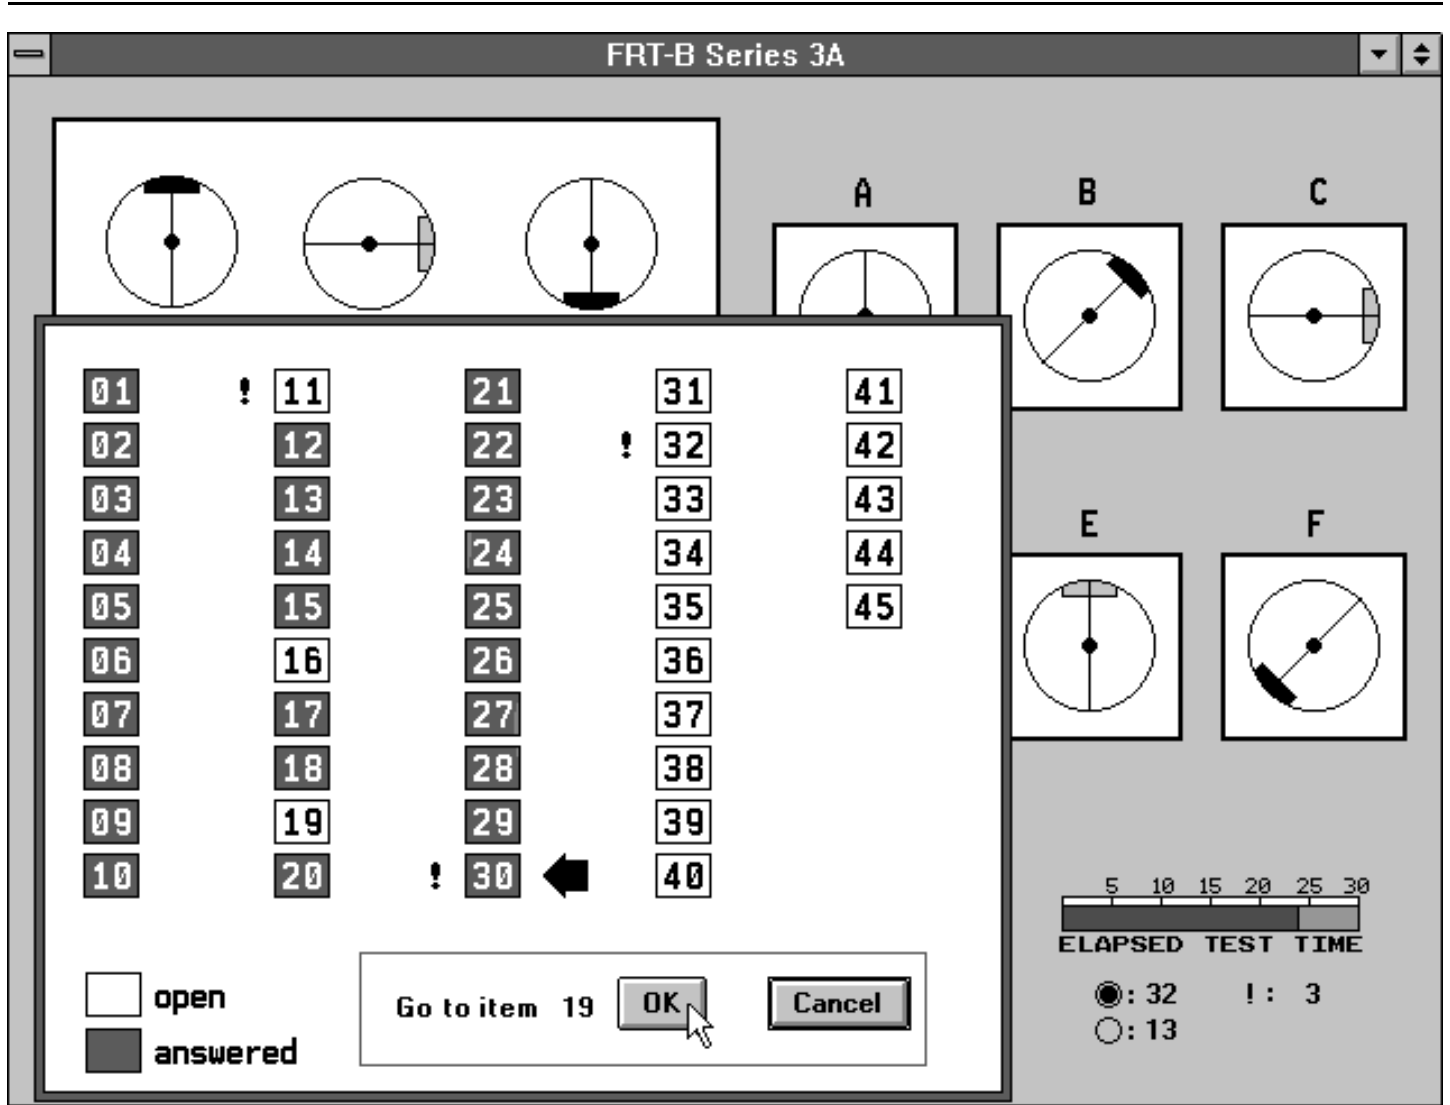 FRT-B Series 3A
A B C
01 ! 11 21 31 41
02 12 22 ! 32 42
03 13 23 33 43
04 14 24 34 44
05 15 25 35 45
06 16 26 36
07 17 27 37
08 18 28 38
09 19 29 39
10 20 ! 30 40
E F
5 10 15 20 25 30
ELAPSED TEST TIME
: 32 ! : 3
: 13
open
answered
Go to item 19 OK Cancel